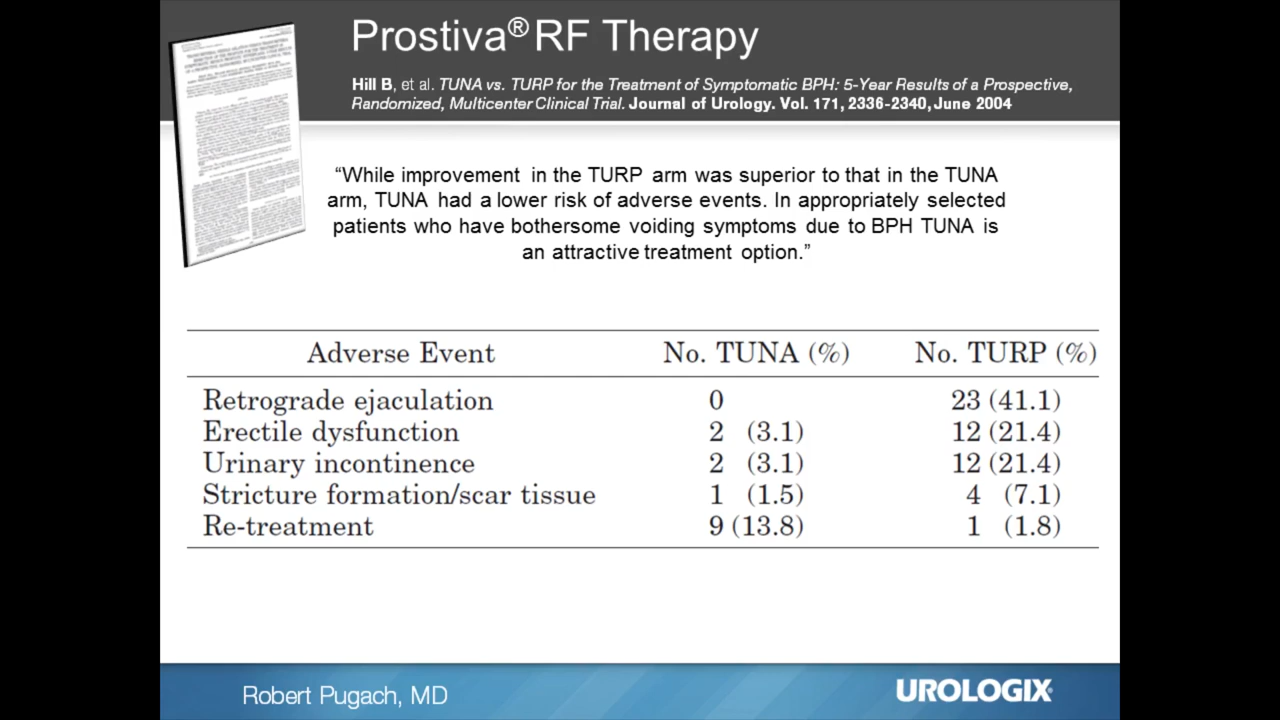 Prostiva® RF Therapy
Hill B, et al. TUNA vs. TURP for the Treatment of Symptomatic BPH: 5-Year Results of a Prospective,
Randomized, Multicenter Clinical Trial. Journal of Urology. Vol. 171, 2336-2340, June 2004
“While improvement in the TURP arm was superior to that in the TUNA
arm, TUNA had a lower risk of adverse events. In appropriately selected
patients who have bothersome voiding symptoms due to BPH TUNA is
an attractive treatment option.”
Adverse Event No. TUNA (%) No. TURP (%)
Retrograde ejaculation 0 23 (41.1)
Erectile dysfunction 2 (3.1) 12 (21.4)
Urinary incontinence 2 (3.1) 12 (21.4)
Stricture formation/scar tissue 1 (1.5) 4 (7.1)
Re-treatment 9 (13.8) 1 (1.8)
Robert Pugach, MD
UROLOGIX